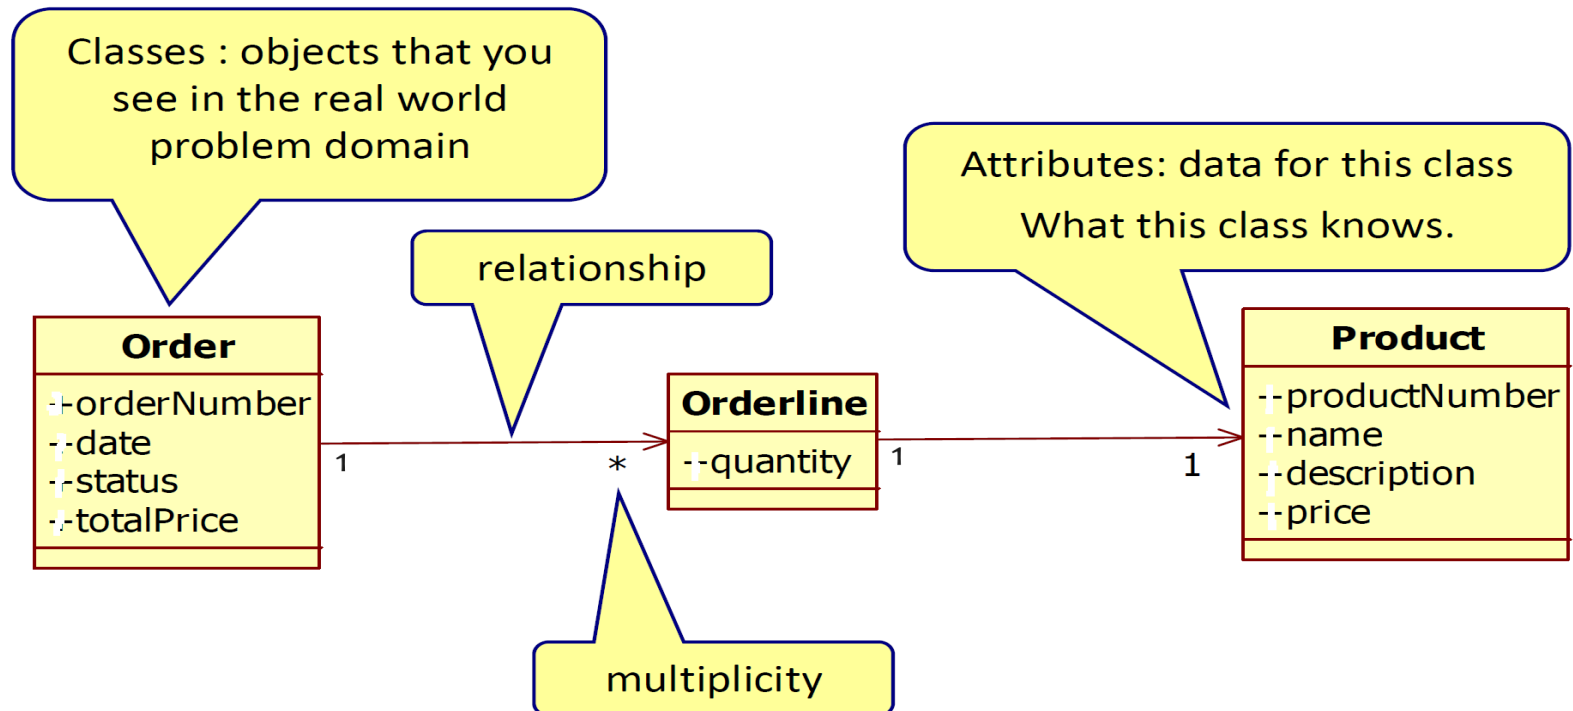 Classes : objects that you
see in the real world
problem domain
Attributes: data for this class
What this class knows.
relationship
Order
+orderNumber
+date
+status
+totalPrice
1
*
Orderline
+quantity
1
1
Product
+productNumber
+name
+description
+price
multiplicity